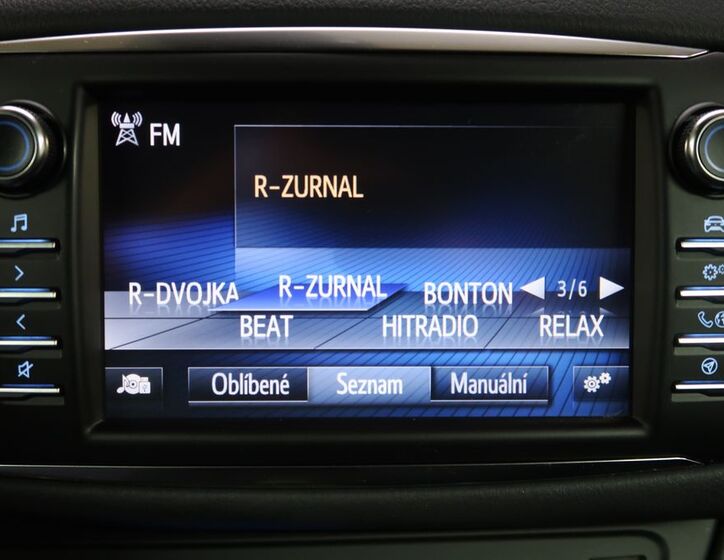 FM
R-ZURNAL
R-DVOJKA R-ZURNAL BONTON 3/6
BEAT HITRADIO RELAX
Oblíbené Seznam Manuální